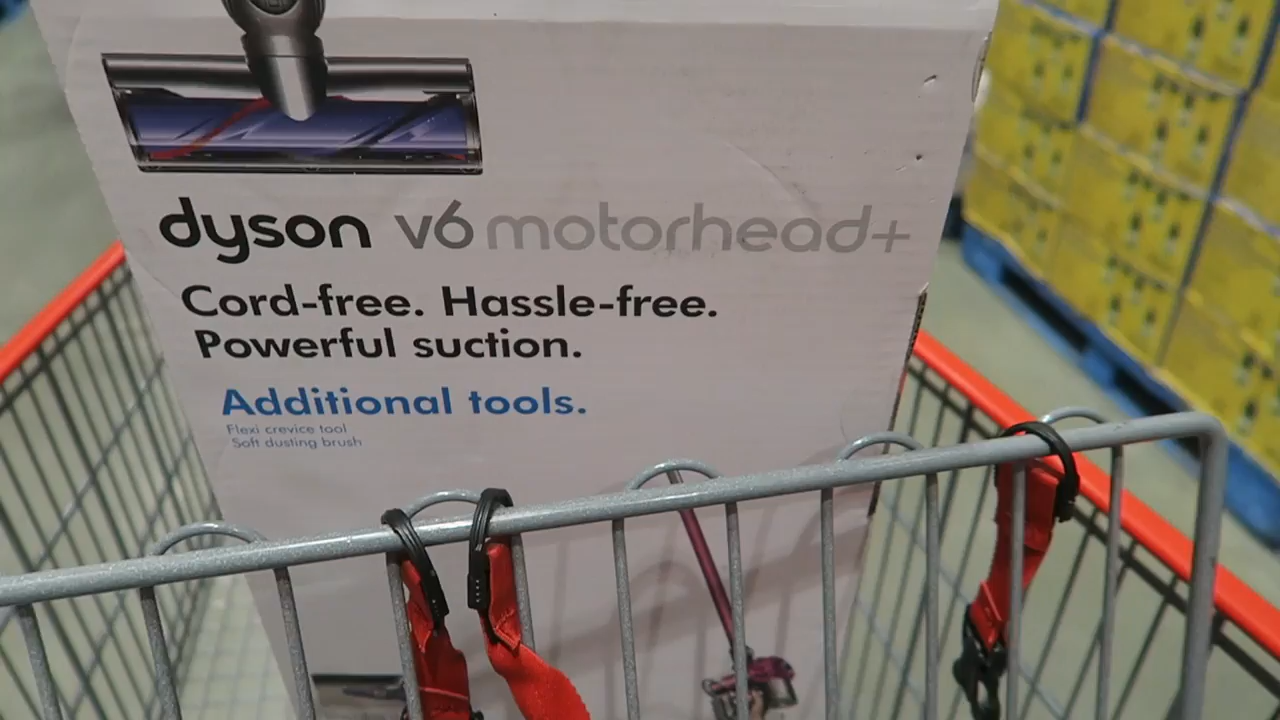 dyson v6 motorhead+
Cord-free. Hassle-free.
Powerful suction.
Additional tools.
Flexi crevice tool
Soft dusting brush